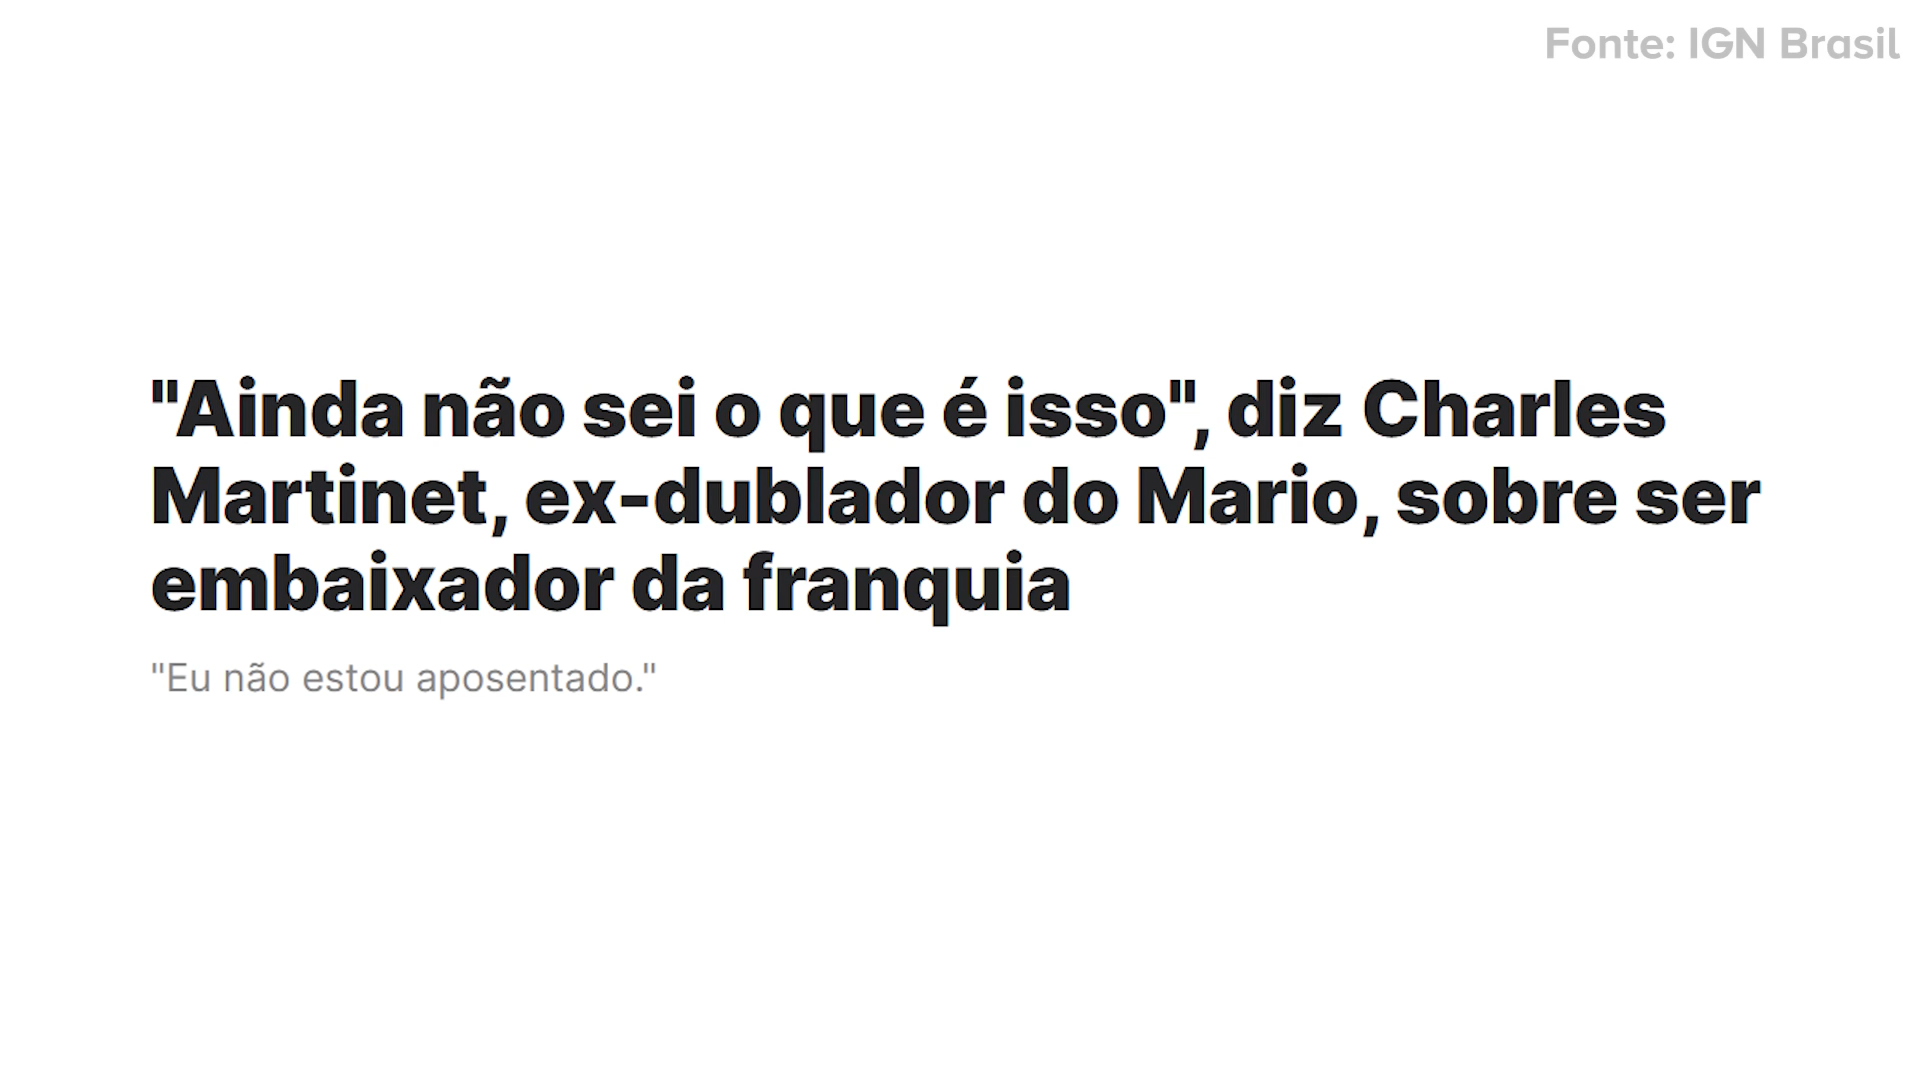 Fonte: IGN Brasil
"Ainda não sei o que é isso", diz Charles
Martinet, ex-dublador do Mario, sobre ser
embaixador da franquia
"Eu não estou aposentado."